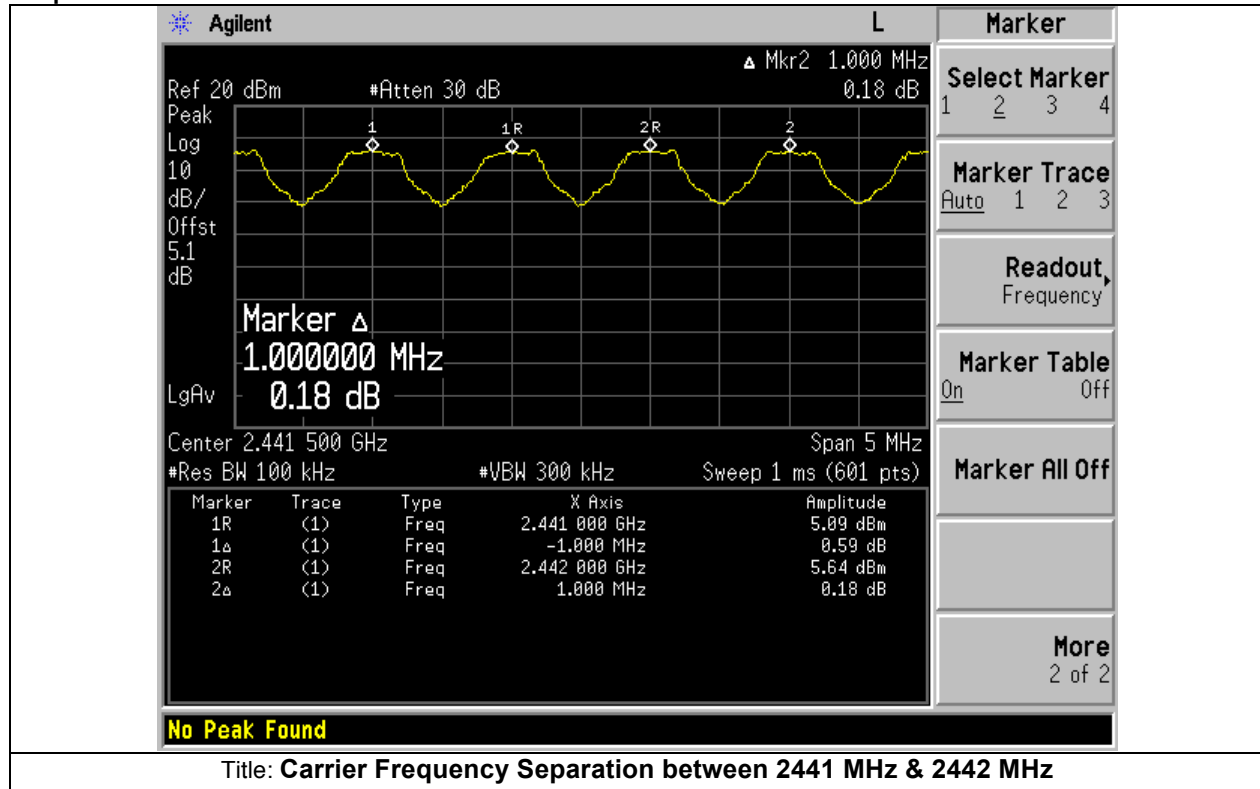 Agilent L Marker
Δ Mkr2 1.000 MHz
Ref 20 dBm #Atten 30 dB 0.18 dB
Peak
Log
10
dB/
Offst
5.1
dB
1 1R 2R 2
Marker Δ
1.000000 MHz
0.18 dB
LgAv
Center 2.441 500 GHz Span 5 MHz
#Res BW 100 kHz #VBW 300 kHz Sweep 1 ms (601 pts)
Marker Trace Type X Axis Amplitude
1R (1) Freq 2.441 000 GHz 5.09 dBm
1Δ (1) Freq -1.000 MHz 0.59 dB
2R (1) Freq 2.442 000 GHz 5.64 dBm
2Δ (1) Freq 1.000 MHz 0.18 dB
Select Marker
1 2 3 4
Marker Trace
Auto 1 2 3
Readout
Frequency
Marker Table
On Off
Marker All Off
More
2 of 2
No Peak Found
Title: Carrier Frequency Separation between 2441 MHz & 2442 MHz